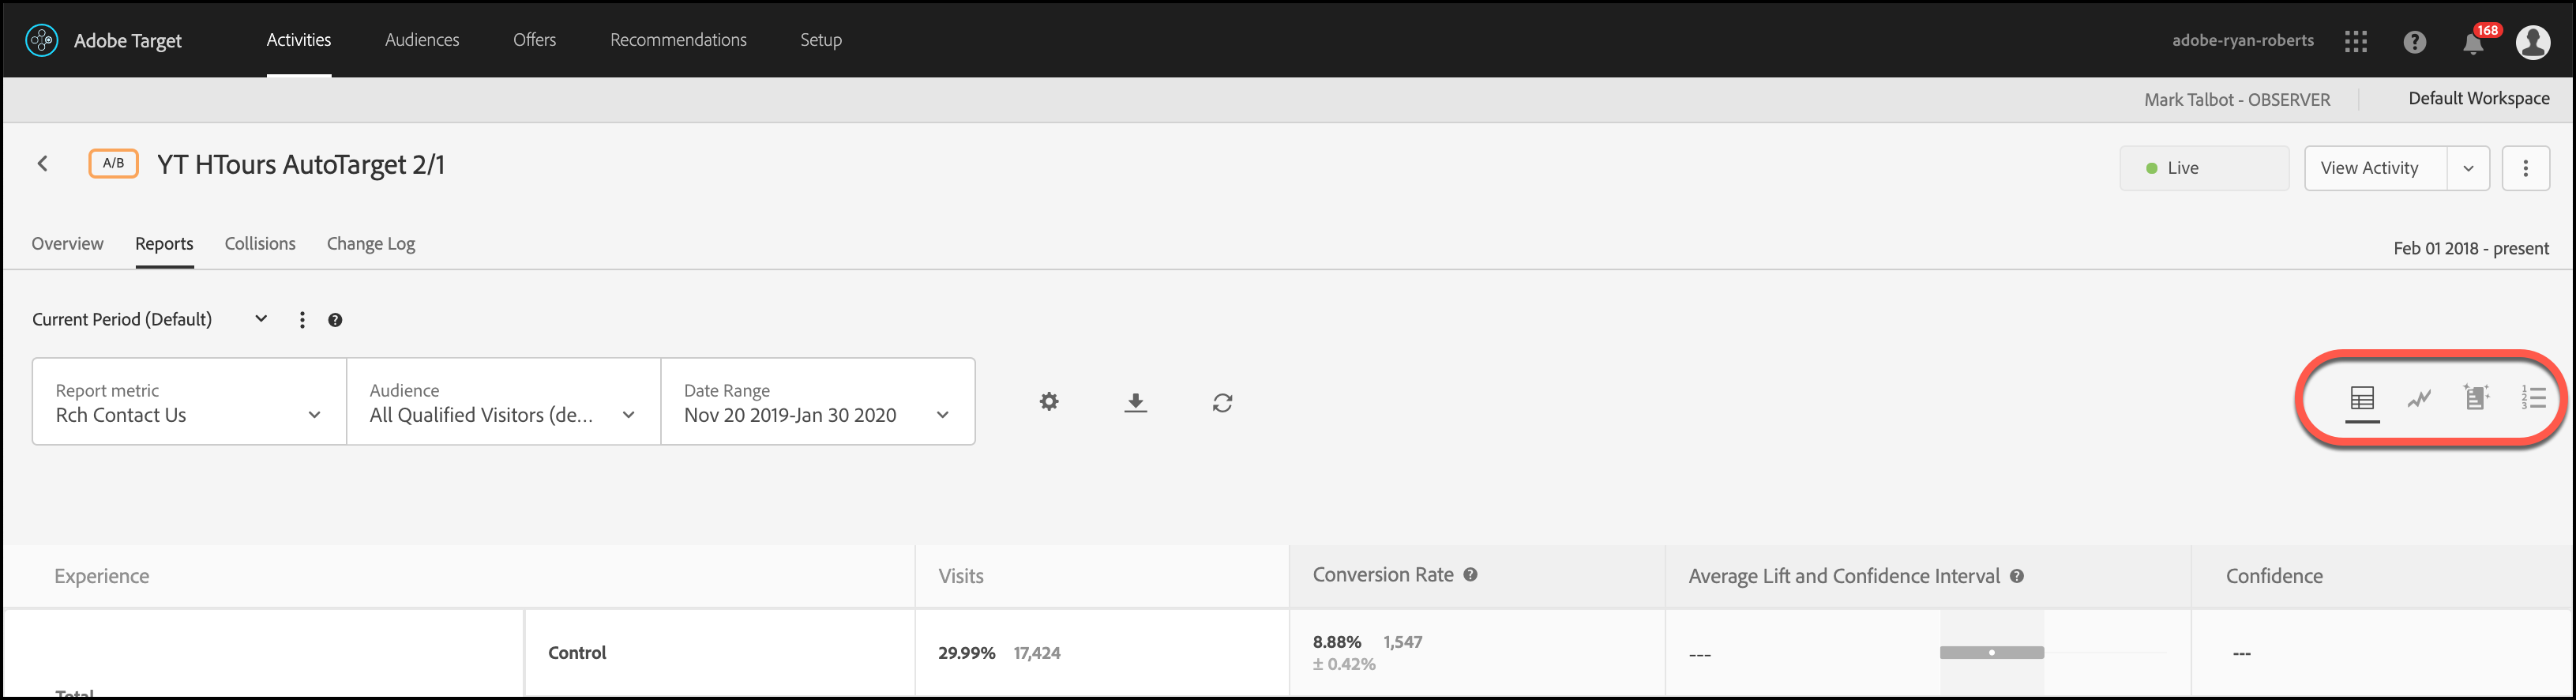 Adobe Target Activities Audiences Offers Recommendations Setup adobe-ryan-roberts 168
Mark Talbot - OBSERVER Default Workspace
A/B YT HTours AutoTarget 2/1 Live View Activity
Overview Reports Collisions Change Log Feb 01 2018 - present
Current Period (Default)
Report metric Audience Date Range
Rch Contact Us All Qualified Visitors (de... Nov 20 2019-Jan 30 2020
Experience Visits Conversion Rate Average Lift and Confidence Interval Confidence
Control 29.99% 17,424 8.88% 1,547 --- ---
± 0.42%
Total